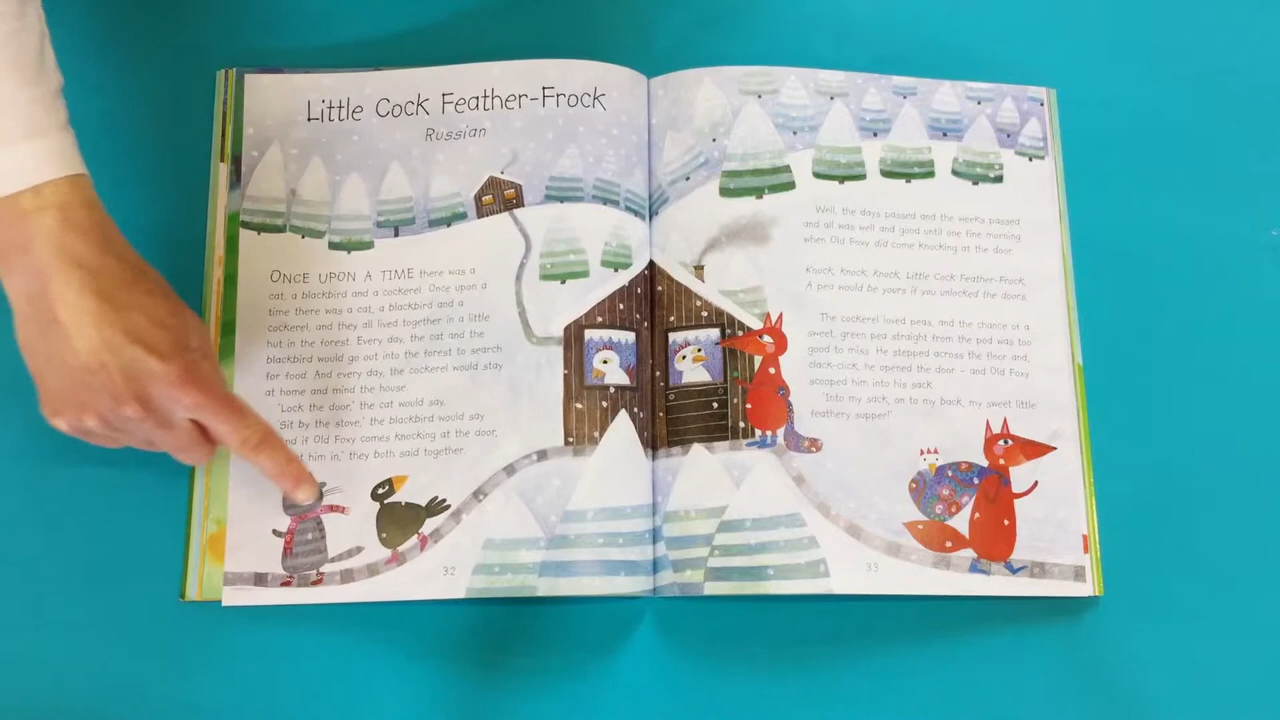 Little Cock Feather-Frock
Russian
ONCE UPON A TIME there was a
cat, a blackbird and a cockerel. Once upon a
time there was a cat, a blackbird and a
cockerel, and they all lived together in a little
hut in the forest. Every day, the cat and the
blackbird would go out into the forest to search
for food. And every day, the cockerel would stay
at home and mind the house.
'Lock the door,' the cat would say.
'Sit by the stove,' the blackbird would say.
nd if Old Foxy comes knocking at the door,
t him in,' they both said together.
32
Well, the days passed and the weeks passed
and all was well and good until one fine morning
when Old Foxy did come knocking at the door.
Knock, knock, knock, Little Cock Feather-Frock,
A pea would be yours if you unlocked the doors.
The cockerel loved peas, and the chance of a
sweet, green pea straight from the pod was too
good to miss. He stepped across the floor and,
clack-click, he opened the door – and Old Foxy
scooped him into his sack.
'Into my sack, on to my back, my sweet little
feathery supper!'
33